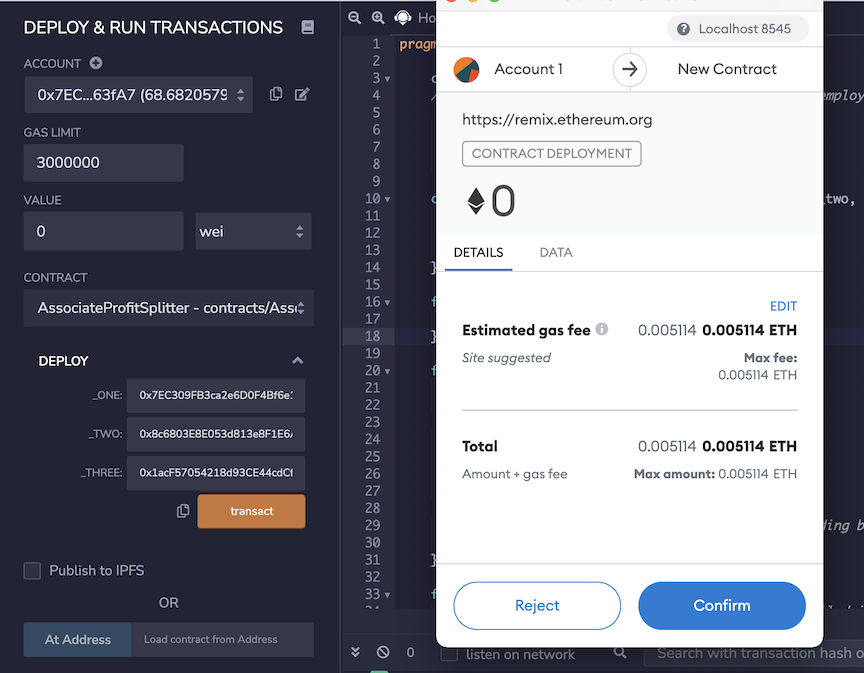 DEPLOY & RUN TRANSACTIONS
ACCOUNT
0x7EC...63fA7 (68.6820579
GAS LIMIT
3000000
VALUE
0
wei
CONTRACT
AssociateProfitSplitter - contracts/Asso
DEPLOY
_ONE:
0x7EC309FB3ca2e6D0F4Bf6e
_TWO:
0x8c6803E8E053d813e8F1E6
_THREE:
0x1acF57054218d93CE44cdC
transact
Publish to IPFS
OR
At Address
Load contract from Address
Ho
1
pragm
2
3
4
employ
5
6
7
8
9
10
two,
11
12
13
14
}
15
16
f
17
18
}
19
20
f
21
22
23
24
25
26
27
28
29
ding b
30
31
}
32
33
f
Localhost 8545
Account 1
New Contract
https://remix.ethereum.org
CONTRACT DEPLOYMENT
0
DETAILS
DATA
EDIT
Estimated gas fee
0.005114 0.005114 ETH
Site suggested
Max fee:
0.005114 ETH
Total
0.005114 0.005114 ETH
Amount + gas fee
Max amount: 0.005114 ETH
Reject
Confirm
0
listen on network
Search with transaction hash o